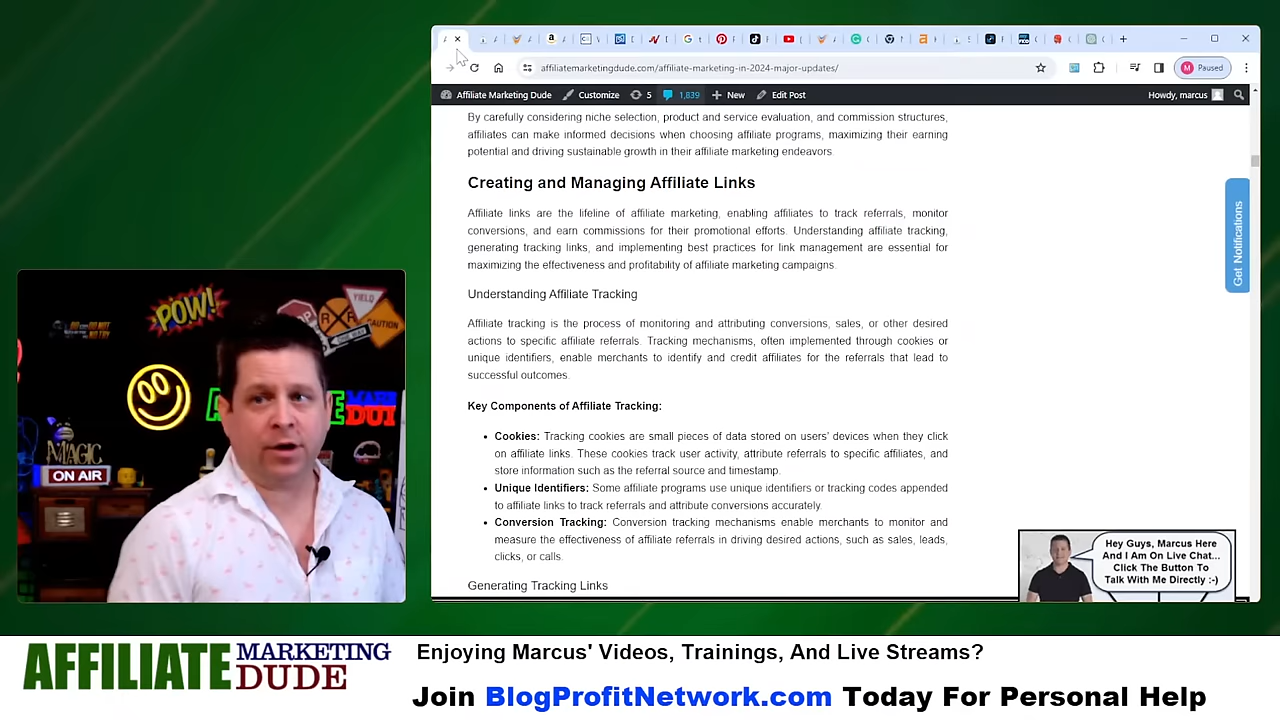 affiliatemarketingdude.com/affiliate-marketing-in-2024-major-updates/
M Paused
Affiliate Marketing Dude Customize 5 1,839 New Edit Post Howdy, marcus
By carefully considering niche selection, product and service evaluation, and commission structures,
affiliates can make informed decisions when choosing affiliate programs, maximizing their earning
potential and driving sustainable growth in their affiliate marketing endeavors.
Creating and Managing Affiliate Links
Affiliate links are the lifeline of affiliate marketing, enabling affiliates to track referrals, monitor
conversions, and earn commissions for their promotional efforts. Understanding affiliate tracking,
generating tracking links, and implementing best practices for link management are essential for
maximizing the effectiveness and profitability of affiliate marketing campaigns.
Understanding Affiliate Tracking
Affiliate tracking is the process of monitoring and attributing conversions, sales, or other desired
actions to specific affiliate referrals. Tracking mechanisms, often implemented through cookies or
unique identifiers, enable merchants to identify and credit affiliates for the referrals that lead to
successful outcomes.
Key Components of Affiliate Tracking:
• Cookies: Tracking cookies are small pieces of data stored on users' devices when they click
on affiliate links. These cookies track user activity, attribute referrals to specific affiliates, and
store information such as the referral source and timestamp.
• Unique Identifiers: Some affiliate programs use unique identifiers or tracking codes appended
to affiliate links to track referrals and attribute conversions accurately.
• Conversion Tracking: Conversion tracking mechanisms enable merchants to monitor and
measure the effectiveness of affiliate referrals in driving desired actions, such as sales, leads,
clicks, or calls.
Generating Tracking Links
Get Notifications
Hey Guys, Marcus Here
And I Am On Live Chat...
Click The Button To
Talk With Me Directly :-)
POW!
YIELD
CAUTION
RXR
MAGIC
ON AIR
AFFILIATE MARKETING
DUDE
Enjoying Marcus' Videos, Trainings, And Live Streams?
Join BlogProfitNetwork.com Today For Personal Help